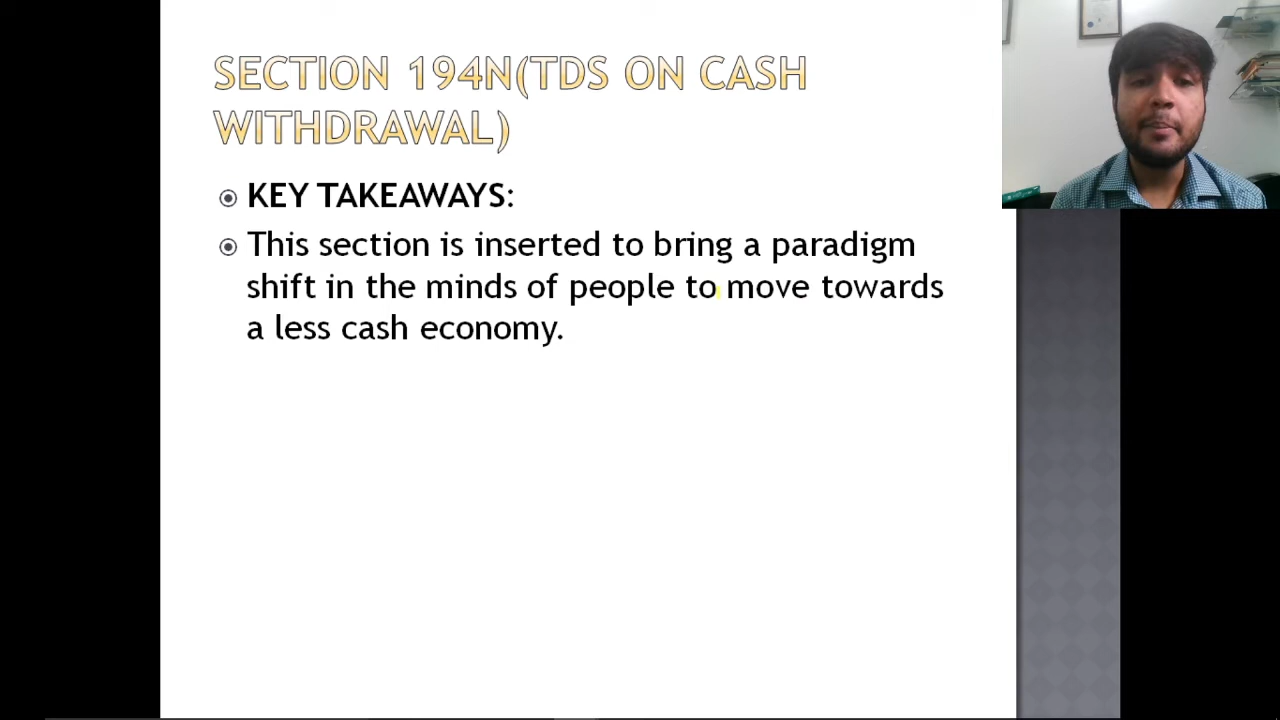 SECTION 194N(TDS ON CASH
WITHDRAWAL)
KEY TAKEAWAYS:
This section is inserted to bring a paradigm
shift in the minds of people to move towards
a less cash economy.